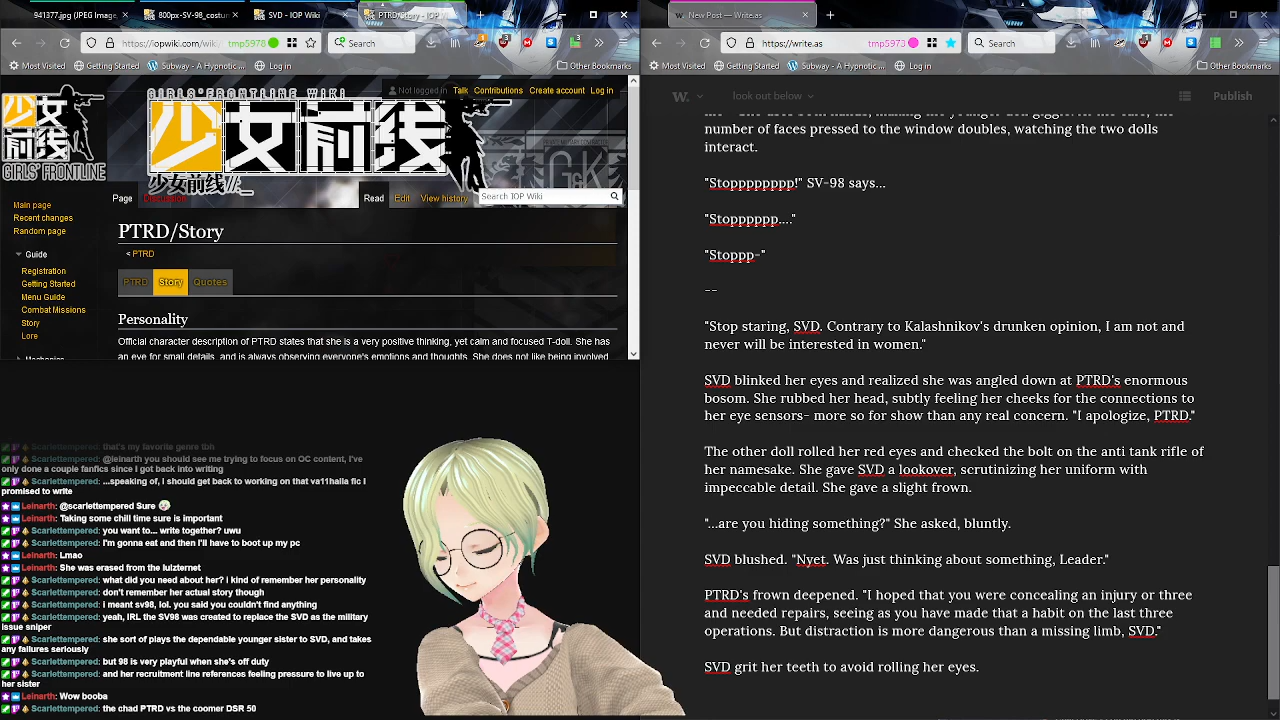 941377.jpg (JPEG Image
800px-SV-98_costu
SVD - IOP Wiki
PTRD/Story - IOP W
New Post — Write.as
https://iopwiki.com/wiki
tmp5978
Search
https://write.as
tmp5973
Search
Most Visited
Getting Started
Subway - A Hypnotic ...
Log in
Other Bookmarks
Most Visited
Getting Started
Subway - A Hypnotic ...
Log in
Other Bookmarks
GIRLS' FRONTLINE WIKI
少女前线
少女前线
GIRLS' FRONTLINE
少女前线//:_
G&K
Not logged in
Talk
Contributions
Create account
Log in
Page
Discussion
Read
Edit
View history
Search IOP Wiki
Main page
Recent changes
Random page
Guide
Registration
Getting Started
Menu Guide
Combat Missions
Story
Lore
PTRD/Story
< PTRD
PTRD
Story
Quotes
Personality
Official character description of PTRD states that she is a very positive thinking, yet calm and focused T-doll. She has
an eye for small details, and is always observing everyone's emotions and thoughts. She does not like being involved
Scarlettempered: that's my favorite genre tbh
Scarlettempered: @leinarth you should see me trying to focus on OC content, i've
only done a couple fanfics since I got back into writing
Scarlettempered: ...speaking of, i should get back to working on that va11halla fic I
promised to write
Leinarth: @scarlettempered Sure
Leinarth: Taking some chill time sure is important
Scarlettempered: you want to... write together? uwu
Scarlettempered: I'm gonna eat and then I'll have to boot up my pc
Leinarth: Lmao
Leinarth: She was erased from the lulzternet
Scarlettempered: what did you need about her? i kind of remember her personality
Scarlettempered: don't remember her actual story though
Scarlettempered: I meant sv98, lol. you said you couldn't find anything
Scarlettempered: yeah, IRL the SV98 was created to replace the SVD as the military
issue sniper
Scarlettempered: she sort of plays the dependable younger sister to SVD, and takes
any failures seriously
Scarlettempered: but 98 is very playful when she's off duty
Scarlettempered: and her recruitment line references feeling pressure to live up to
her sister
Leinarth: Wow booba
Scarlettempered: the chad PTRD vs the coomer DSR 50
w.
look out below
Publish
number of faces pressed to the window doubles, watching the two dolls
interact.
"Stopppppppp!" SV-98 says...
"Stopppppp...."
"Stoppp-"
--
"Stop staring, SVD. Contrary to Kalashnikov's drunken opinion, I am not and
never will be interested in women."
SVD blinked her eyes and realized she was angled down at PTRD's enormous
bosom. She rubbed her head, subtly feeling her cheeks for the connections to
her eye sensors- more so for show than any real concern. "I apologize, PTRD."
The other doll rolled her red eyes and checked the bolt on the anti tank rifle of
her namesake. She gave SVD a lookover, scrutinizing her uniform with
impeccable detail. She gave a slight frown.
"...are you hiding something?" She asked, bluntly.
SVD blushed. "Nyet. Was just thinking about something, Leader."
PTRD's frown deepened. "I hoped that you were concealing an injury or three
and needed repairs, seeing as you have made that a habit on the last three
operations. But distraction is more dangerous than a missing limb, SVD."
SVD grit her teeth to avoid rolling her eyes.